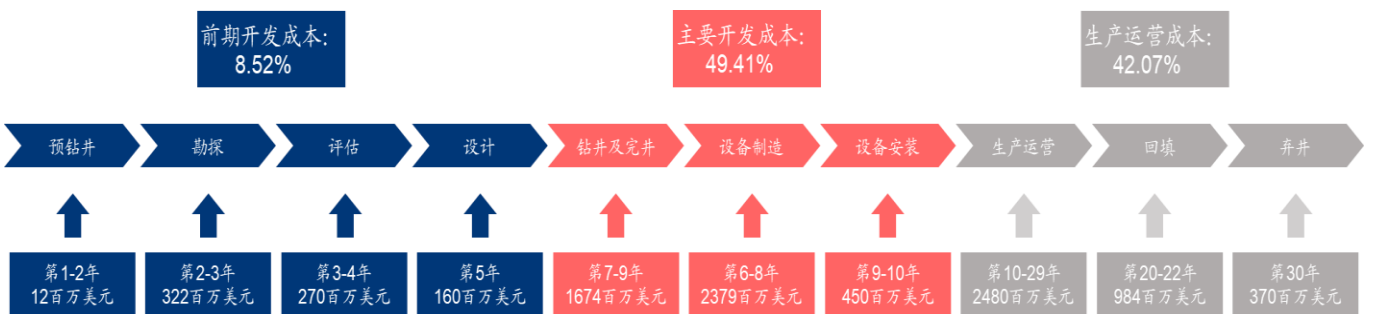 前期开发成本:
8.52%
主要开发成本:
49.41%
生产运营成本:
42.07%
预钻井
勘探
评估
设计
钻井及完井
设备制造
设备安装
生产运营
回填
弃井
第1-2年
12百万美元
第2-3年
322百万美元
第3-4年
270百万美元
第5年
160百万美元
第7-9年
1674百万美元
第6-8年
2379百万美元
第9-10年
450百万美元
第10-29年
2480百万美元
第20-22年
984百万美元
第30年
370百万美元